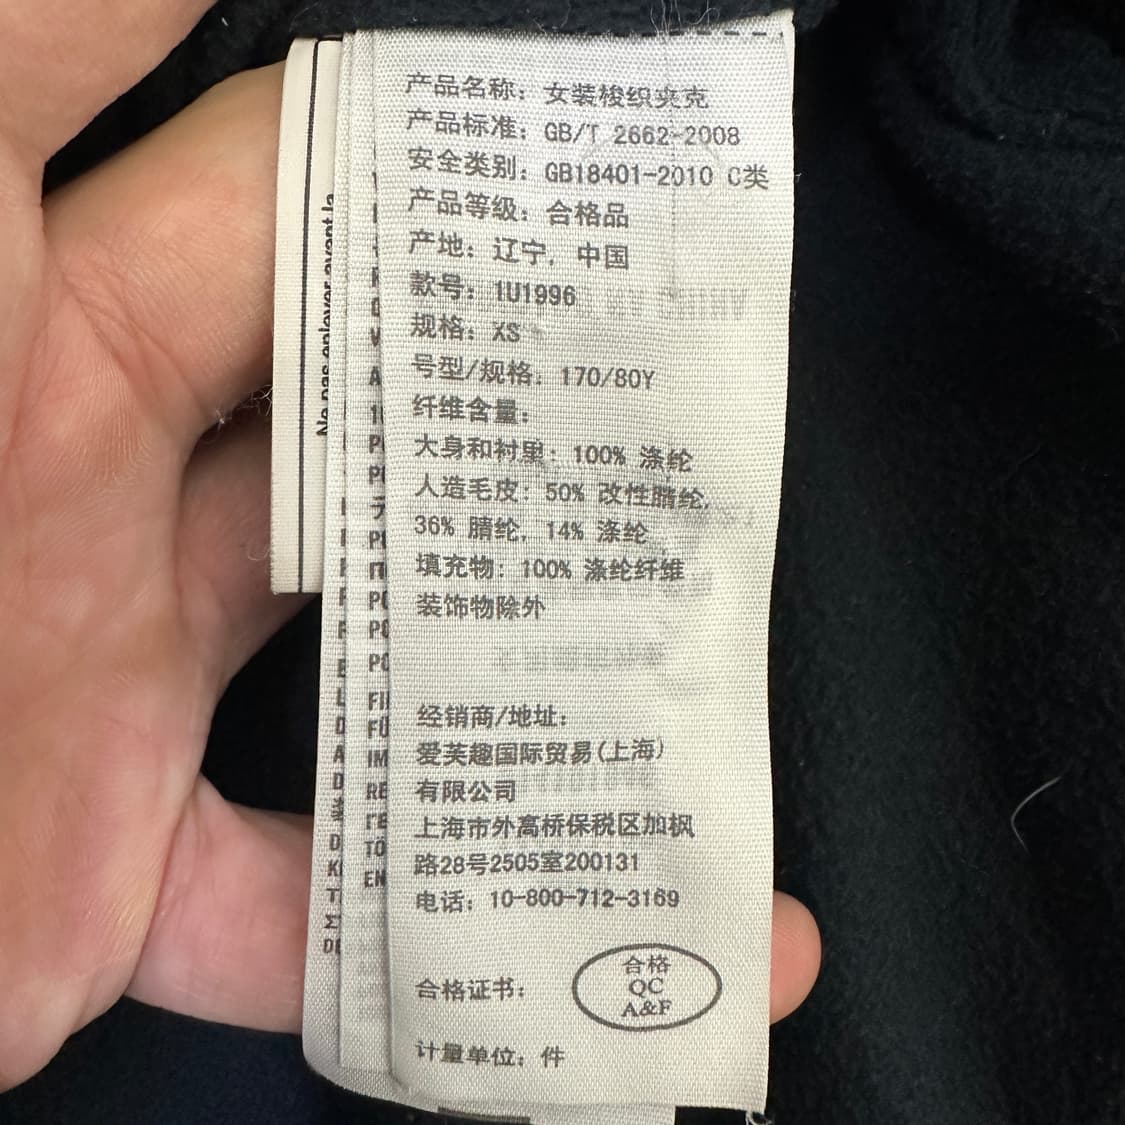 产品名称: 女装梭织夹克
产品标准: GB/T 2662-2008
安全类别: GB18401-2010 C类
产品等级: 合格品
产地: 辽宁, 中国
款号: 1U1996
规格: XS
号型/规格: 170/80Y
纤维含量:
大身和衬里: 100% 涤纶
人造毛皮: 50% 改性腈纶,
36% 腈纶, 14% 涤纶
填充物: 100% 涤纶纤维
装饰物除外
经销商/地址:
爱芙趣国际贸易(上海)
有限公司
上海市外高桥保税区加枫
路28号2505室200131
电话: 10-800-712-3169
合格证书:
合格
QC
A&F
计量单位: 件
Ne pas enlever avant la